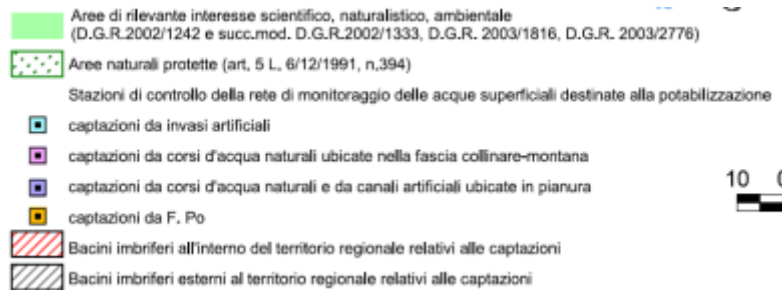 Aree di rilevante interesse scientifico, naturalistico, ambientale
(D.G.R.2002/1242 e succ.mod. D.G.R.2002/1333, D.G.R. 2003/1816, D.G.R. 2003/2776)
Aree naturali protette (art. 5 L. 6/12/1991, n.394)
Stazioni di controllo della rete di monitoraggio delle acque superficiali destinate alla potabilizzazione
captazioni da invasi artificiali
captazioni da corsi d'acqua naturali ubicate nella fascia collinare-montana
captazioni da corsi d'acqua naturali e da canali artificiali ubicate in pianura
10 0
captazioni da F. Po
Bacini imbriferi all'interno del territorio regionale relativi alle captazioni
Bacini imbriferi esterni al territorio regionale relativi alle captazioni